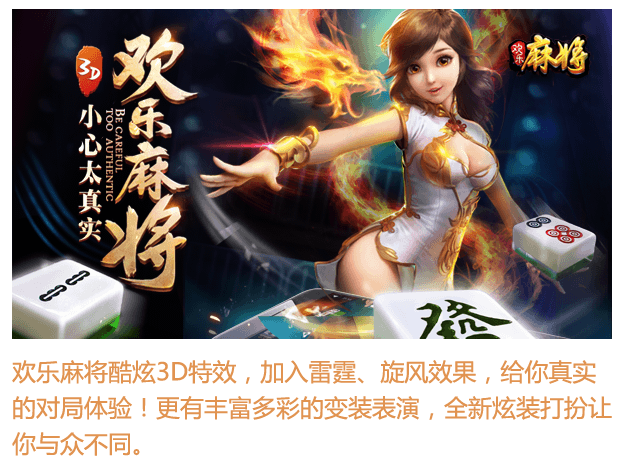 3D
欢乐麻将
BE CAREFUL
TOO AUTHENTIC
小心太真实
欢乐
麻将
發
欢乐麻将酷炫3D特效，加入雷霆、旋风效果，给你真实
的对局体验！更有丰富多彩的变装表演，全新炫装打扮让
你与众不同。